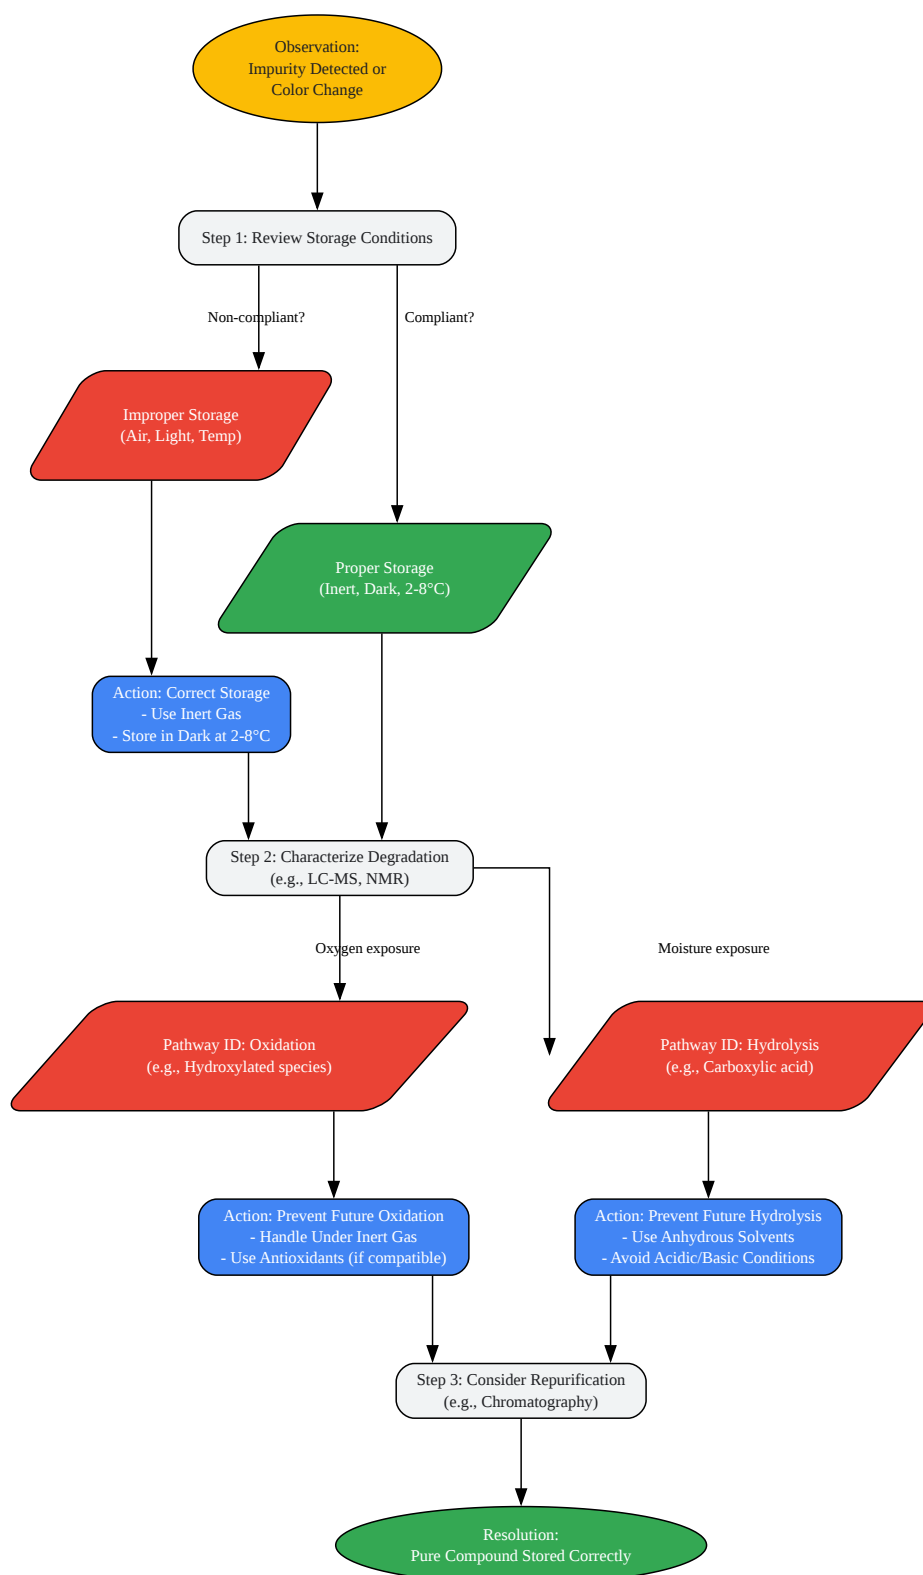 Observation:
Impurity Detected or
Color Change
Step 1: Review Storage Conditions
Non-compliant?
Compliant?
Improper Storage
(Air, Light, Temp)
Proper Storage
(Inert, Dark, 2-8°C)
Action: Correct Storage
- Use Inert Gas
- Store in Dark at 2-8°C
Step 2: Characterize Degradation
(e.g., LC-MS, NMR)
Oxygen exposure
Moisture exposure
Pathway ID: Oxidation
(e.g., Hydroxylated species)
Pathway ID: Hydrolysis
(e.g., Carboxylic acid)
Action: Prevent Future Oxidation
- Handle Under Inert Gas
- Use Antioxidants (if compatible)
Action: Prevent Future Hydrolysis
- Use Anhydrous Solvents
- Avoid Acidic/Basic Conditions
Step 3: Consider Repurification
(e.g., Chromatography)
Resolution:
Pure Compound Stored Correctly